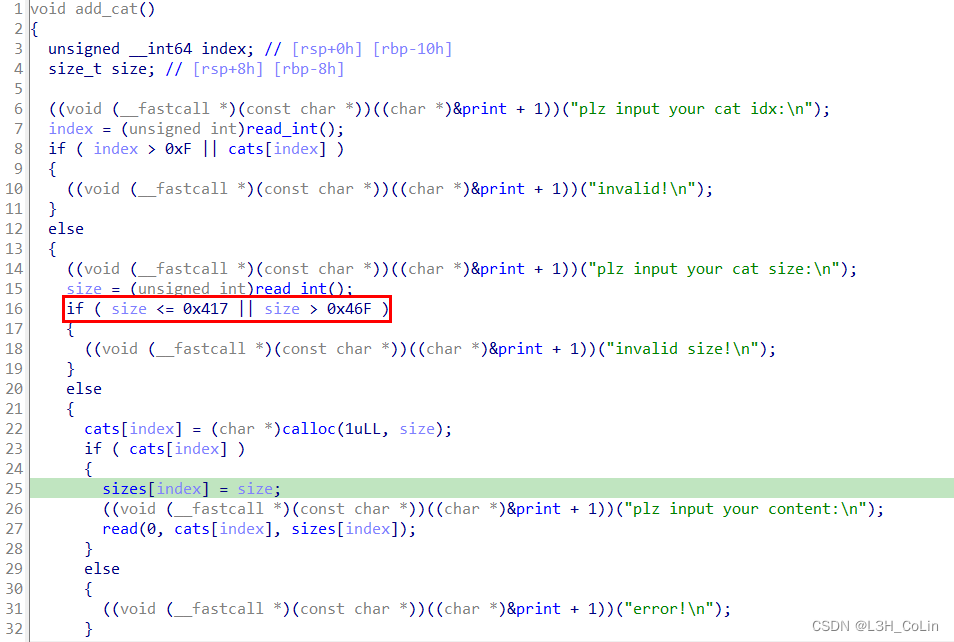 1 void add_cat()
2 {
3 unsigned __int64 index; // [rsp+0h] [rbp-10h]
4 size_t size; // [rsp+8h] [rbp-8h]
5
6 ((void (__fastcall *)(const char *))((char *)&print + 1))("plz input your cat idx:\n");
7 index = (unsigned int)read_int();
8 if ( index > 0xF || cats[index] )
9 {
10 ((void (__fastcall *)(const char *))((char *)&print + 1))("invalid!\n");
11 }
12 else
13 {
14 ((void (__fastcall *)(const char *))((char *)&print + 1))("plz input your cat size:\n");
15 size = (unsigned int)read_int();
16 if ( size <= 0x417 || size > 0x46F )
17 {
18 ((void (__fastcall *)(const char *))((char *)&print + 1))("invalid size!\n");
19 }
20 else
21 {
22 cats[index] = (char *)calloc(1uLL, size);
23 if ( cats[index] )
24 {
25 sizes[index] = size;
26 ((void (__fastcall *)(const char *))((char *)&print + 1))("plz input your content:\n");
27 read(0, cats[index], sizes[index]);
28 }
29 else
30 {
31 ((void (__fastcall *)(const char *))((char *)&print + 1))("error!\n");
32 }
CSDN @L3H_CoLin